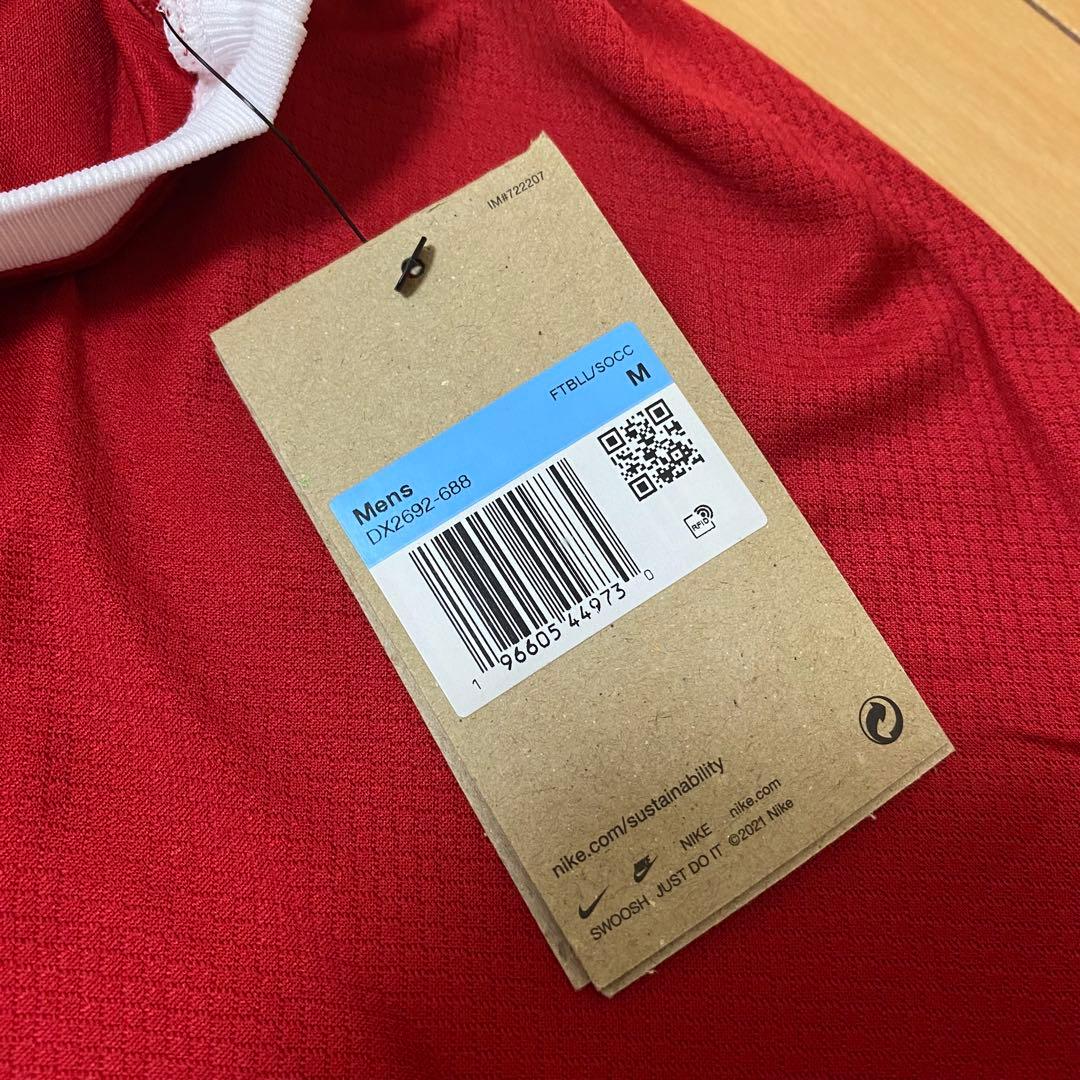 IM#722207
FTBLL/SOCC
Mens M
DX2692-688
1 96605 44973 0
RFID
nike.com/sustainability
NIKE nike.com
SWOOSH JUST DO IT ©2021 Nike